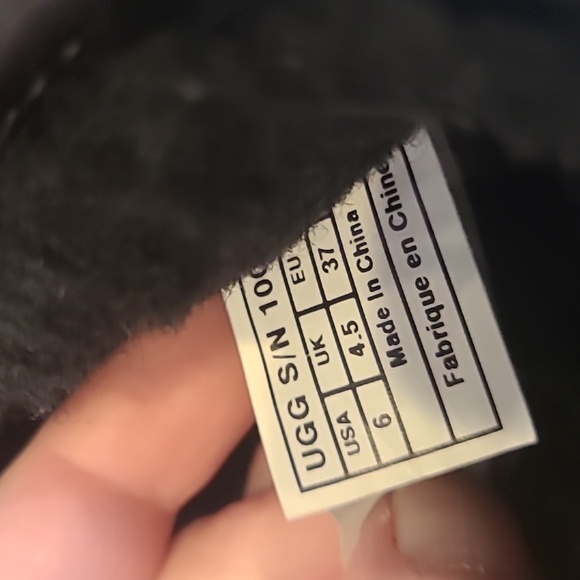 UGG S/N 100
USA UK EU
6 4.5 37
Made In China
Fabriqué en Chine